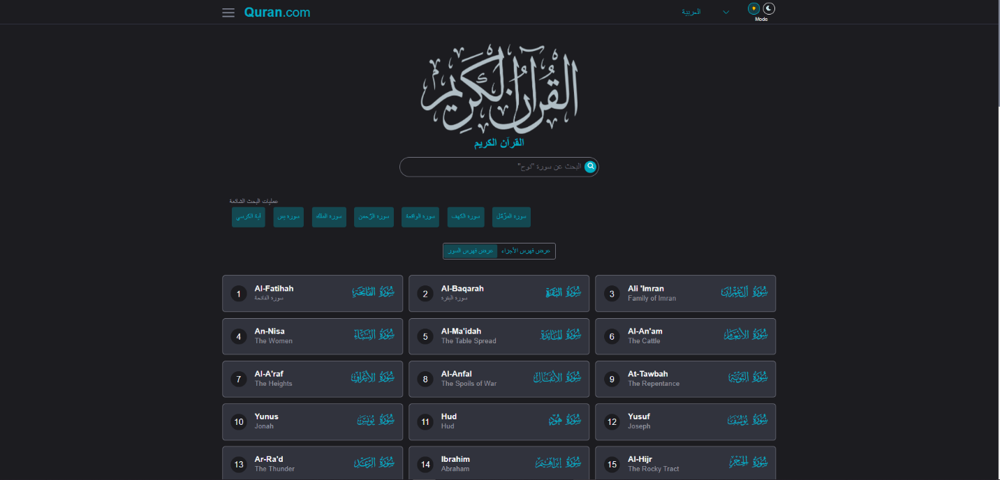 Quran.com
العربية
Mode
القرآن الكريم
القرآن الكريم
البحث عن سورة "نوح"
عمليات البحث الشائعة
آية الكرسي
سورة يس
سورة الملك
سورة الرّحمن
سورة الواقعة
سورة الكهف
سورة المزّمّل
عرض فهرس السور
عرض فهرس الأجزاء
1
Al-Fatihah
سورة الفاتحة
سورة الفاتحة
2
Al-Baqarah
سورة البقرة
سورة البقرة
3
Ali 'Imran
Family of Imran
سورة آل عمران
4
An-Nisa
The Women
سورة النساء
5
Al-Ma'idah
The Table Spread
سورة المائدة
6
Al-An'am
The Cattle
سورة الأنعام
7
Al-A'raf
The Heights
سورة الأعراف
8
Al-Anfal
The Spoils of War
سورة الأنفال
9
At-Tawbah
The Repentance
سورة التوبة
10
Yunus
Jonah
سورة يونس
11
Hud
Hud
سورة هود
12
Yusuf
Joseph
سورة يوسف
13
Ar-Ra'd
The Thunder
سورة الرعد
14
Ibrahim
Abraham
سورة إبراهيم
15
Al-Hijr
The Rocky Tract
سورة الحجر